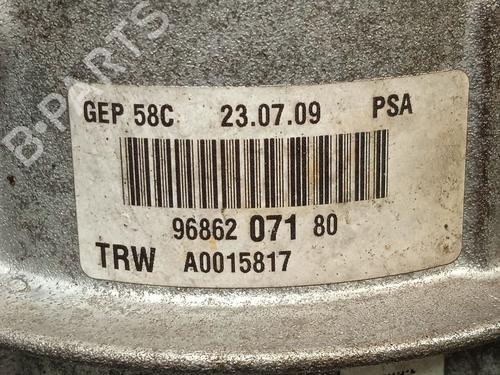 B-PARTS
GEP 58C 23.07.09 PSA
96862 071 80
TRW A0015817